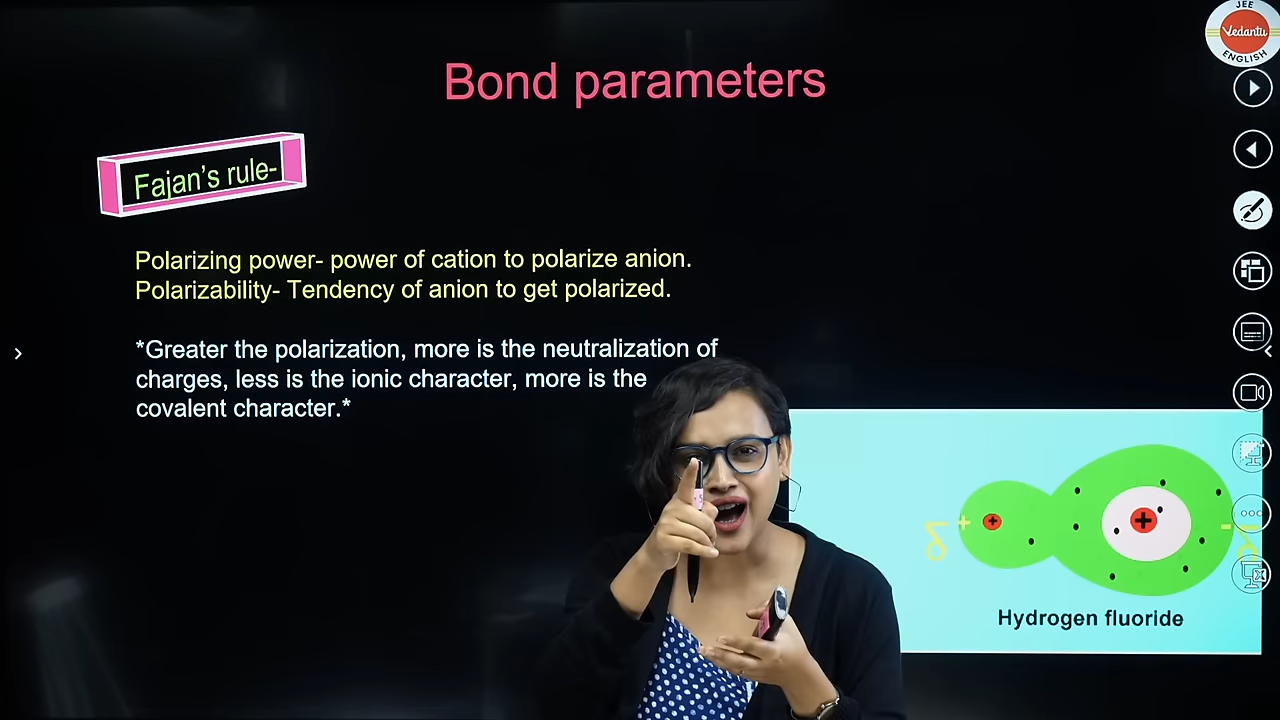 JEE
Vedantu
ENGLISH
Bond parameters
Fajan's rule-
Polarizing power- power of cation to polarize anion.
Polarizability- Tendency of anion to get polarized.
*Greater the polarization, more is the neutralization of
charges, less is the ionic character, more is the
covalent character.*
δ+
+
+
-
Hydrogen fluoride